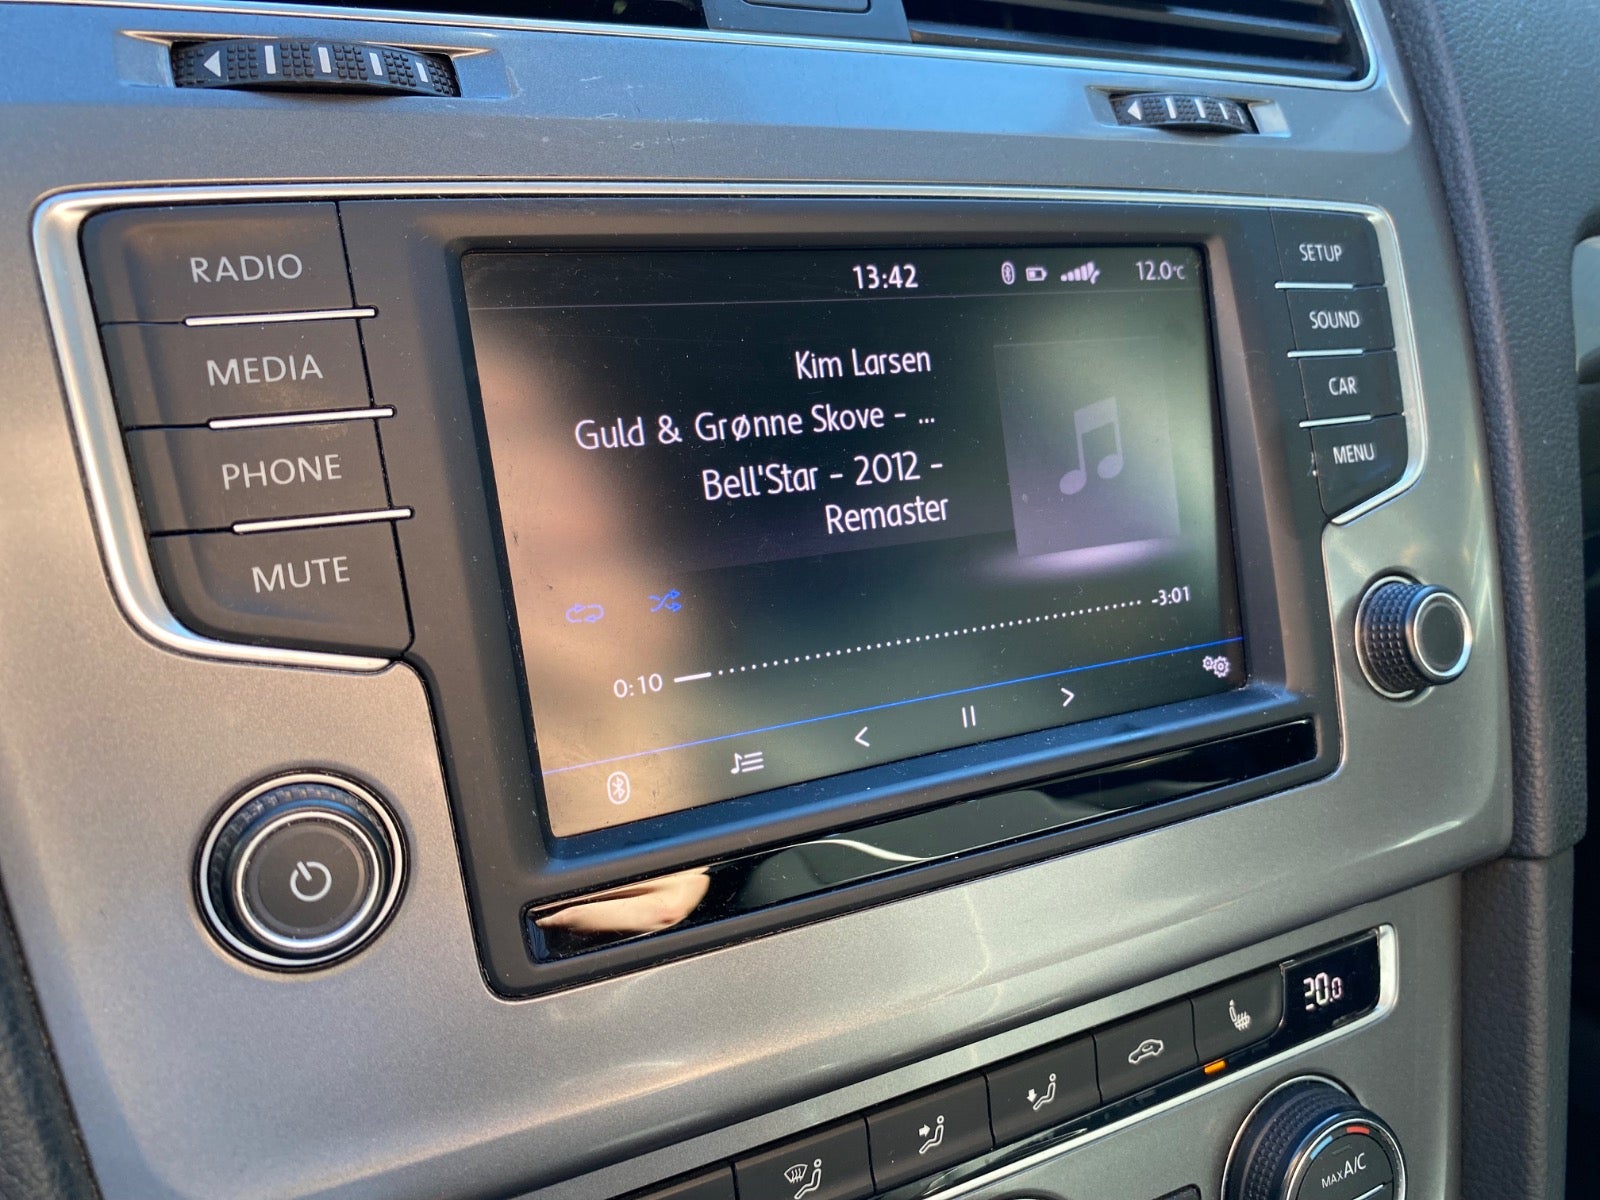 RADIO
MEDIA
PHONE
MUTE
13:42
12.0°C
Kim Larsen
Guld & Grønne Skove - ...
Bell'Star - 2012 -
Remaster
0:10
-3:01
SETUP
SOUND
CAR
MENU
20.0
MAX A/C